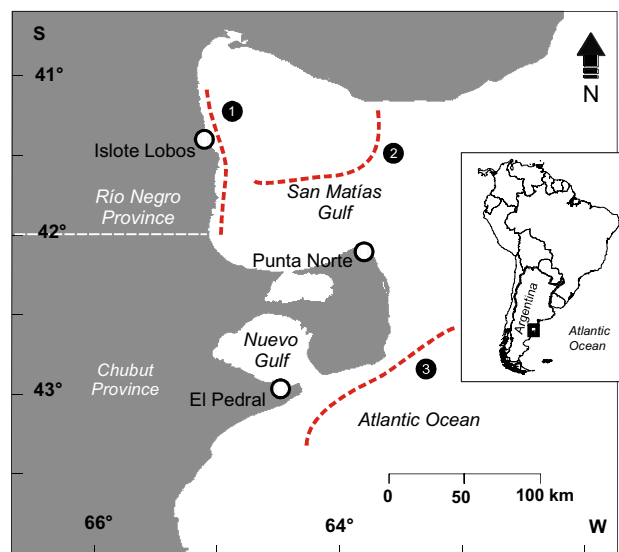 S
41°
N
1
Islote Lobos
2
Río Negro
Province
San Matías
Gulf
42°
Punta Norte
Argentina
Atlantic
Ocean
Nuevo
Gulf
Chubut
Province
43°
El Pedral
3
Atlantic Ocean
0 50 100 km
66° 64° W